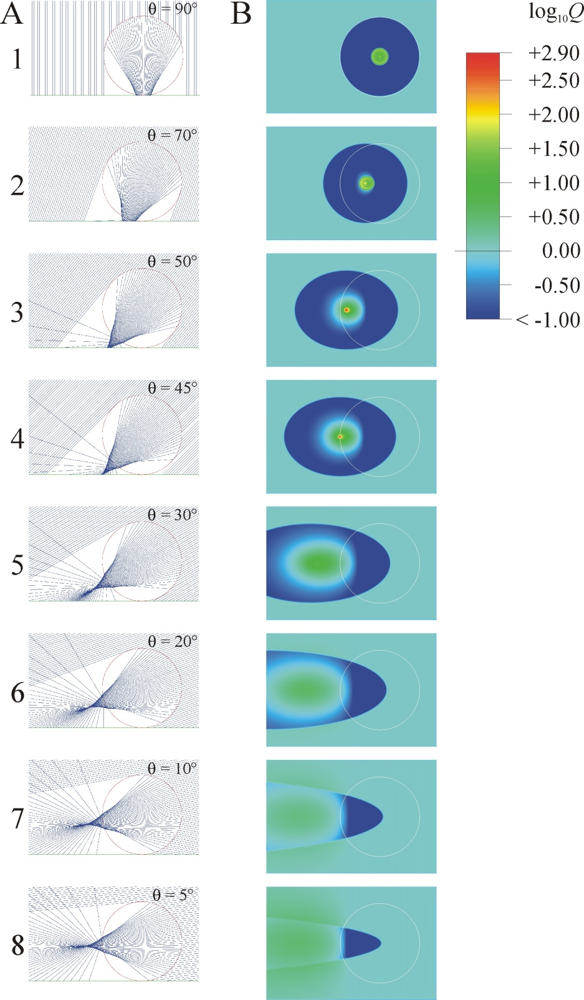 A
B
log₁₀Q
θ = 90°
1
+2.90
+2.50
+2.00
+1.50
+1.00
+0.50
0.00
-0.50
< -1.00
θ = 70°
2
θ = 50°
3
θ = 45°
4
θ = 30°
5
θ = 20°
6
θ = 10°
7
θ = 5°
8